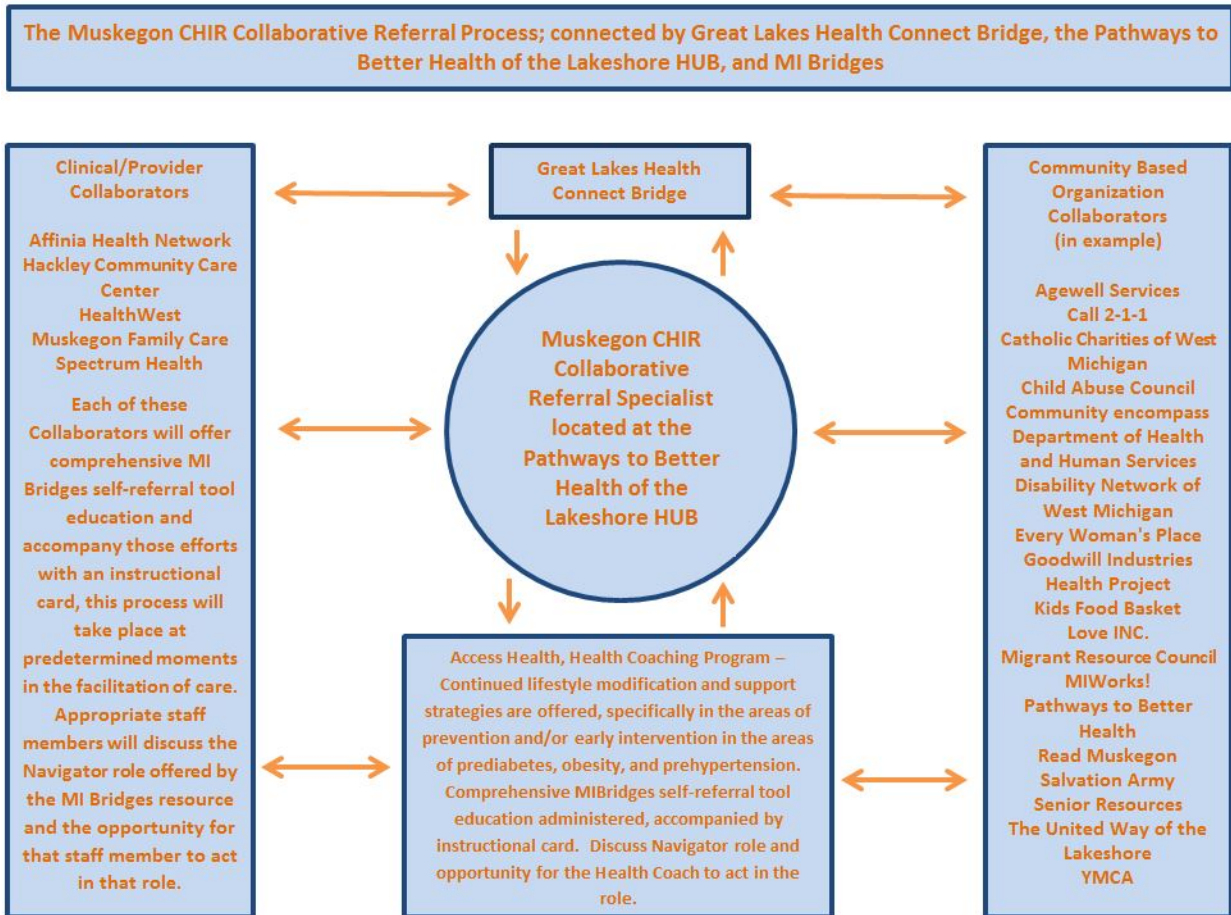 The Muskegon CHIR Collaborative Referral Process; connected by Great Lakes Health Connect Bridge, the Pathways to
Better Health of the Lakeshore HUB, and MI Bridges
Clinical/Provider
Collaborators
Affinia Health Network
Hackley Community Care
Center
HealthWest
Muskegon Family Care
Spectrum Health
Each of these
Collaborators will offer
comprehensive MI
Bridges self-referral tool
education and
accompany those efforts
with an instructional
card, this process will
take place at
predetermined moments
in the facilitation of care.
Appropriate staff
members will discuss the
Navigator role offered by
the MI Bridges resource
and the opportunity for
that staff member to act
in that role.
Great Lakes Health
Connect Bridge
Muskegon CHIR
Collaborative
Referral Specialist
located at the
Pathways to Better
Health of the
Lakeshore HUB
Access Health, Health Coaching Program –
Continued lifestyle modification and support
strategies are offered, specifically in the areas of
prevention and/or early intervention in the areas
of prediabetes, obesity, and prehypertension.
Comprehensive MIBridges self-referral tool
education administered, accompanied by
instructional card.  Discuss Navigator role and
opportunity for the Health Coach to act in the
role.
Community Based
Organization
Collaborators
(in example)
Agewell Services
Call 2-1-1
Catholic Charities of West
Michigan
Child Abuse Council
Community encompass
Department of Health
and Human Services
Disability Network of
West Michigan
Every Woman's Place
Goodwill Industries
Health Project
Kids Food Basket
Love INC.
Migrant Resource Council
MIWorks!
Pathways to Better
Health
Read Muskegon
Salvation Army
Senior Resources
The United Way of the
Lakeshore
YMCA